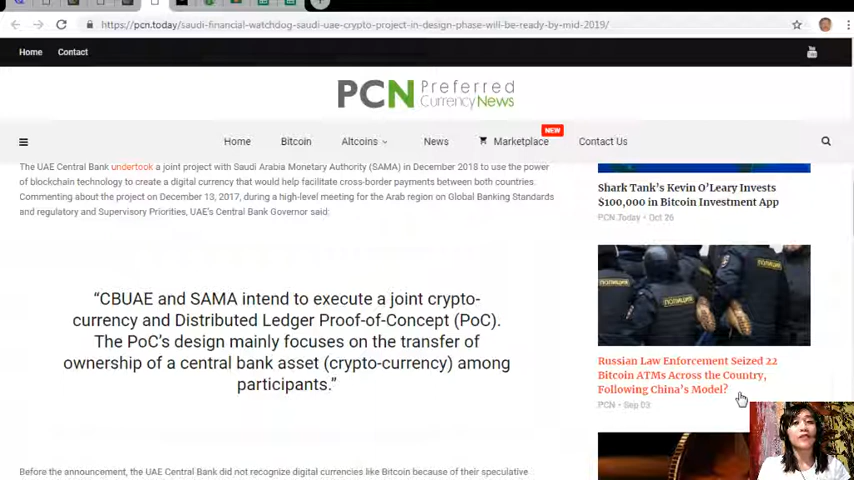 https://pcn.today/saudi-financial-watchdog-saudi-uae-crypto-project-in-design-phase-will-be-ready-by-mid-2019/
Home Contact
PCN Preferred
Currency News
Home Bitcoin Altcoins News Marketplace NEW Contact Us
The UAE Central Bank undertook a joint project with Saudi Arabia Monetary Authority (SAMA) in December 2018 to use the power
of blockchain technology to create a digital currency that would help facilitate cross-border payments between both countries.
Commenting about the project on December 13, 2017, during a high-level meeting for the Arab region on Global Banking Standards
and regulatory and Supervisory Priorities, UAE's Central Bank Governor said:
“CBUAE and SAMA intend to execute a joint crypto-
currency and Distributed Ledger Proof-of-Concept (PoC).
The PoC’s design mainly focuses on the transfer of
ownership of a central bank asset (crypto-currency) among
participants.”
Before the announcement, the UAE Central Bank did not recognize digital currencies like Bitcoin because of their speculative
Shark Tank’s Kevin O’Leary Invests
$100,000 in Bitcoin Investment App
PCN.Today • Oct 26
ПОЛИЦИЯ
ПОЛИЦИЯ
ПОЛИЦИЯ
Russian Law Enforcement Seized 22
Bitcoin ATMs Across the Country,
Following China’s Model?
PCN • Sep 03